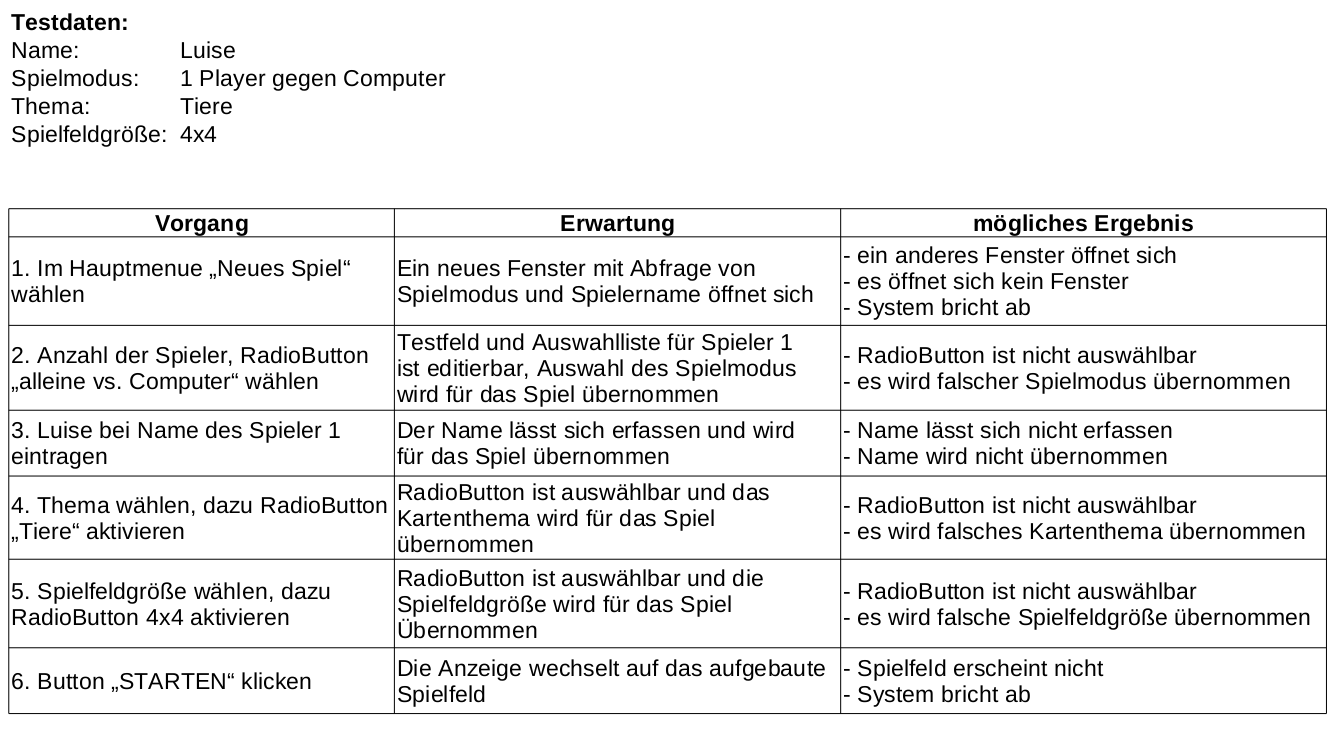 Testdaten:
Name: Luise
Spielmodus: 1 Player gegen Computer
Thema: Tiere
Spielfeldgröße: 4x4
Vorgang Erwartung mögliches Ergebnis
1. Im Hauptmenue „Neues Spiel“
wählen
Ein neues Fenster mit Abfrage von
Spielmodus und Spielername öffnet sich
- ein anderes Fenster öffnet sich
- es öffnet sich kein Fenster
- System bricht ab
2. Anzahl der Spieler, RadioButton
„alleine vs. Computer“ wählen
Testfeld und Auswahlliste für Spieler 1
ist editierbar, Auswahl des Spielmodus
wird für das Spiel übernommen
- RadioButton ist nicht auswählbar
- es wird falscher Spielmodus übernommen
3. Luise bei Name des Spieler 1
eintragen
Der Name lässt sich erfassen und wird
für das Spiel übernommen
- Name lässt sich nicht erfassen
- Name wird nicht übernommen
4. Thema wählen, dazu RadioButton
„Tiere“ aktivieren
RadioButton ist auswählbar und das
Kartenthema wird für das Spiel
übernommen
- RadioButton ist nicht auswählbar
- es wird falsches Kartenthema übernommen
5. Spielfeldgröße wählen, dazu
RadioButton 4x4 aktivieren
RadioButton ist auswählbar und die
Spielfeldgröße wird für das Spiel
Übernommen
- RadioButton ist nicht auswählbar
- es wird falsche Spielfeldgröße übernommen
6. Button „STARTEN“ klicken
Die Anzeige wechselt auf das aufgebaute
Spielfeld
- Spielfeld erscheint nicht
- System bricht ab